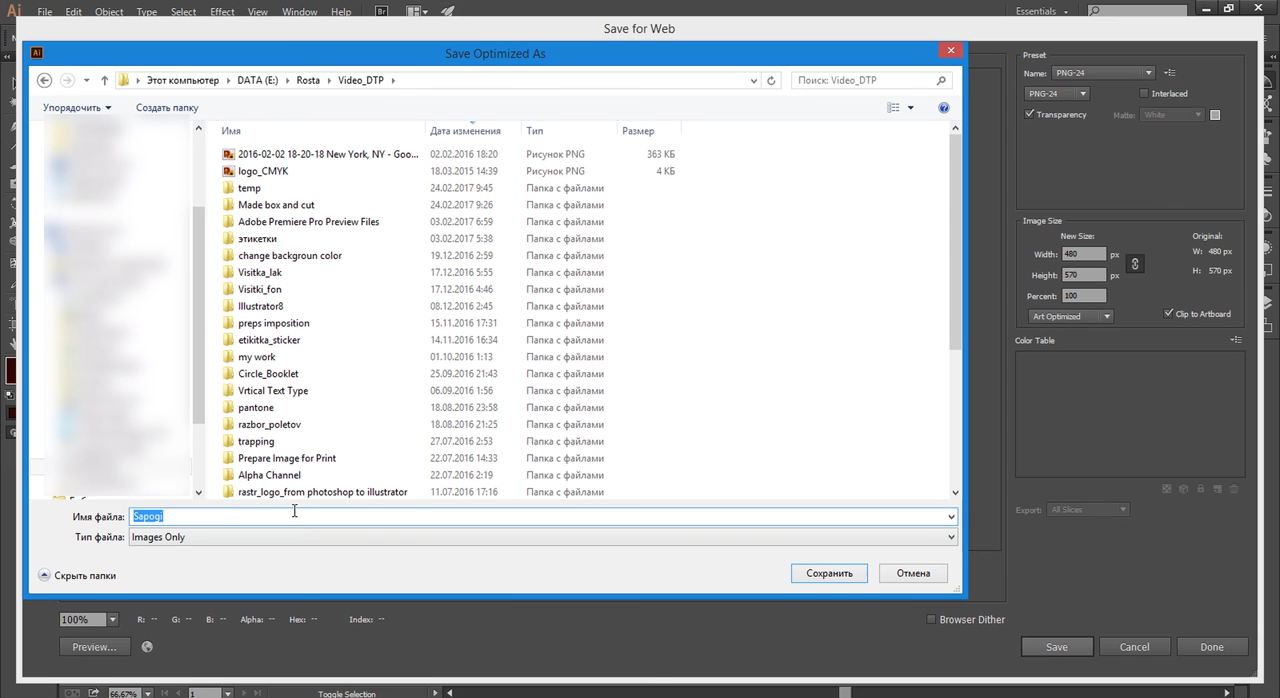 Ai File Edit Object Type Select Effect View Window Help Br Essentials
Save for Web
Ai Save Optimized As
Этот компьютер DATA (E:) Rosta Video_DTP Поиск: Video_DTP
Упорядочить Создать папку
Имя Дата изменения Тип Размер
2016-02-02 18-20-18 New York, NY - Goo... 02.02.2016 18:20 Рисунок PNG 363 КБ
logo_CMYK 18.03.2015 14:39 Рисунок PNG 4 КБ
temp 24.02.2017 9:45 Папка с файлами
Made box and cut 24.02.2017 9:26 Папка с файлами
Adobe Premiere Pro Preview Files 03.02.2017 6:59 Папка с файлами
этикетки 03.02.2017 5:38 Папка с файлами
change backgroun color 19.12.2016 2:59 Папка с файлами
Visitka_lak 17.12.2016 5:55 Папка с файлами
Visitki_fon 17.12.2016 4:46 Папка с файлами
Illustrator8 08.12.2016 2:45 Папка с файлами
preps imposition 15.11.2016 17:31 Папка с файлами
etikitka_sticker 14.11.2016 16:34 Папка с файлами
my work 01.10.2016 1:13 Папка с файлами
Circle_Booklet 25.09.2016 21:43 Папка с файлами
Vrtical Text Type 06.09.2016 1:56 Папка с файлами
pantone 18.08.2016 23:58 Папка с файлами
razbor_poletov 18.08.2016 21:25 Папка с файлами
trapping 27.07.2016 2:53 Папка с файлами
Prepare Image for Print 22.07.2016 14:33 Папка с файлами
Alpha Channel 22.07.2016 2:19 Папка с файлами
rastr_logo_from photoshop to illustrator 11.07.2016 17:16 Папка с файлами
Имя файла: Sapogi
Тип файла: Images Only
Скрыть папки Сохранить Отмена
Preset
Name: PNG-24
PNG-24 Interlaced
Transparency Matte: White
Image Size
New Size: Original:
Width: 480 px W: 480 px
Height: 570 px H: 570 px
Percent: 100
Art Optimized Clip to Artboard
Color Table
Export: All Slices
100% R: -- G: -- B: -- Alpha: -- Hex: -- Index: -- Browser Dither
Preview... Save Cancel Done
66,67% 1 Toggle Selection